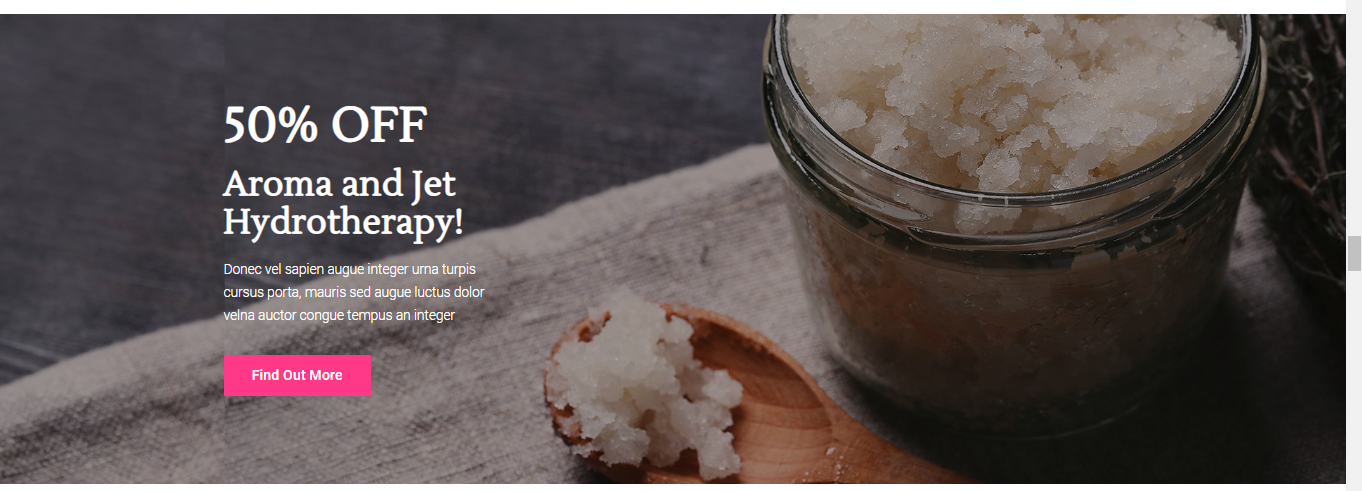 50% OFF
Aroma and Jet
Hydrotherapy!
Donec vel sapien augue integer urna turpis
cursus porta, mauris sed augue luctus dolor
velna auctor congue tempus an integer
Find Out More